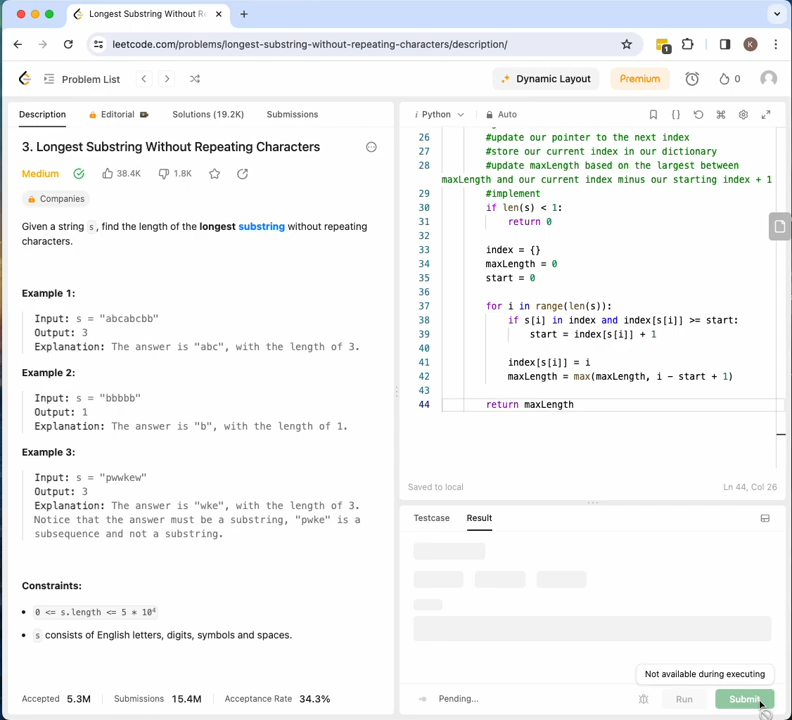 Longest Substring Without Re
leetcode.com/problems/longest-substring-without-repeating-characters/description/
1
K
Problem List
Dynamic Layout
Premium
0
Description
Editorial
Solutions (19.2K)
Submissions
3. Longest Substring Without Repeating Characters
Medium
38.4K
1.8K
Companies
Given a string s, find the length of the longest substring without repeating
characters.
Example 1:
Input: s = "abcabcbb"
Output: 3
Explanation: The answer is "abc", with the length of 3.
Example 2:
Input: s = "bbbbb"
Output: 1
Explanation: The answer is "b", with the length of 1.
Example 3:
Input: s = "pwwkew"
Output: 3
Explanation: The answer is "wke", with the length of 3.
Notice that the answer must be a substring, "pwke" is a
subsequence and not a substring.
Constraints:
0 <= s.length <= 5 * 10⁴
s consists of English letters, digits, symbols and spaces.
Accepted 5.3M
Submissions 15.4M
Acceptance Rate 34.3%
i Python
Auto
26 #update our pointer to the next index
27 #store our current index in our dictionary
28 #update maxLength based on the largest between
maxLength and our current index minus our starting index + 1
29 #implement
30 if len(s) < 1:
31 return 0
32
33 index = {}
34 maxLength = 0
35 start = 0
36
37 for i in range(len(s)):
38 if s[i] in index and index[s[i]] >= start:
39 start = index[s[i]] + 1
40
41 index[s[i]] = i
42 maxLength = max(maxLength, i - start + 1)
43
44 return maxLength
Saved to local
Ln 44, Col 26
Testcase
Result
Not available during executing
Pending...
Run
Submit